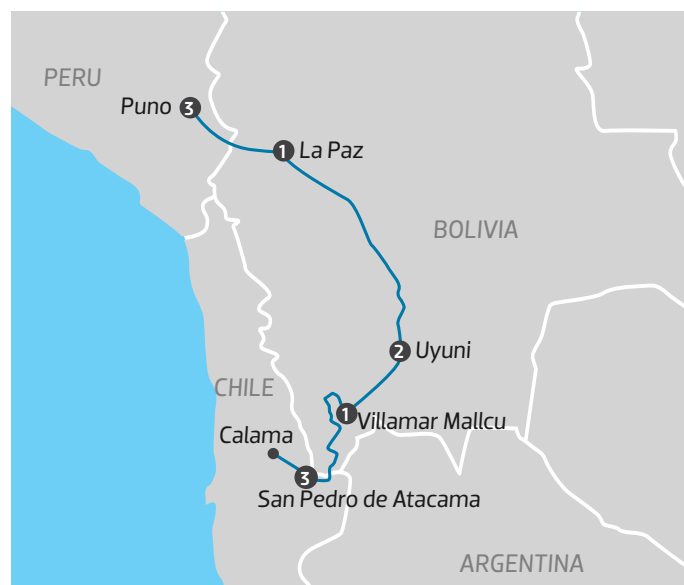 PERU
Puno 3
1 La Paz
BOLIVIA
2 Uyuni
CHILE
1 Villamar Mallcu
Calama
3
San Pedro de Atacama
ARGENTINA